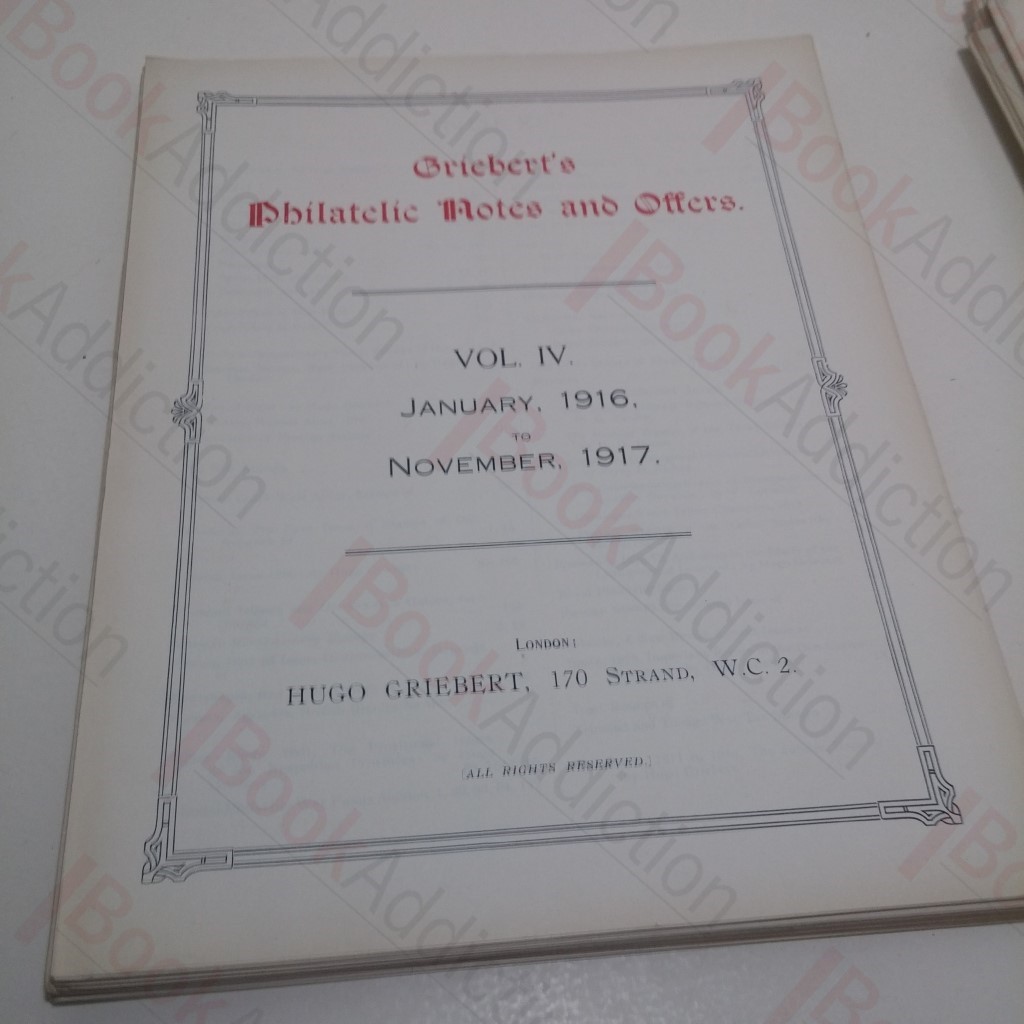 Griebert's
Philatelic Notes and Offers.
VOL. IV.
JANUARY, 1916,
TO
NOVEMBER, 1917.
LONDON:
HUGO GRIEBERT, 170 STRAND, W.C. 2.
[ALL RIGHTS RESERVED.]
BookAddiction